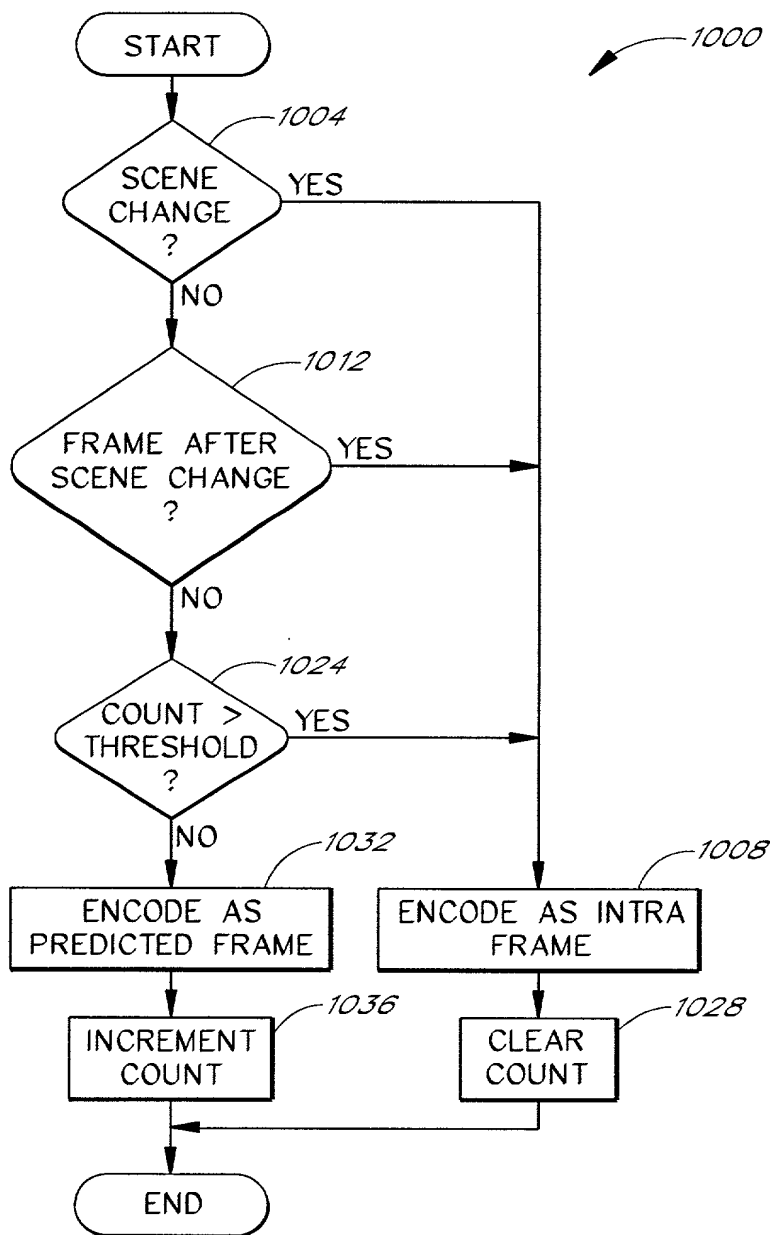 START
1000
1004
SCENE
CHANGE
?
YES
NO
1012
FRAME AFTER
SCENE CHANGE
?
YES
NO
1024
COUNT >
THRESHOLD
?
YES
NO
1032
ENCODE AS
PREDICTED FRAME
1008
ENCODE AS INTRA
FRAME
1036
INCREMENT
COUNT
1028
CLEAR
COUNT
END